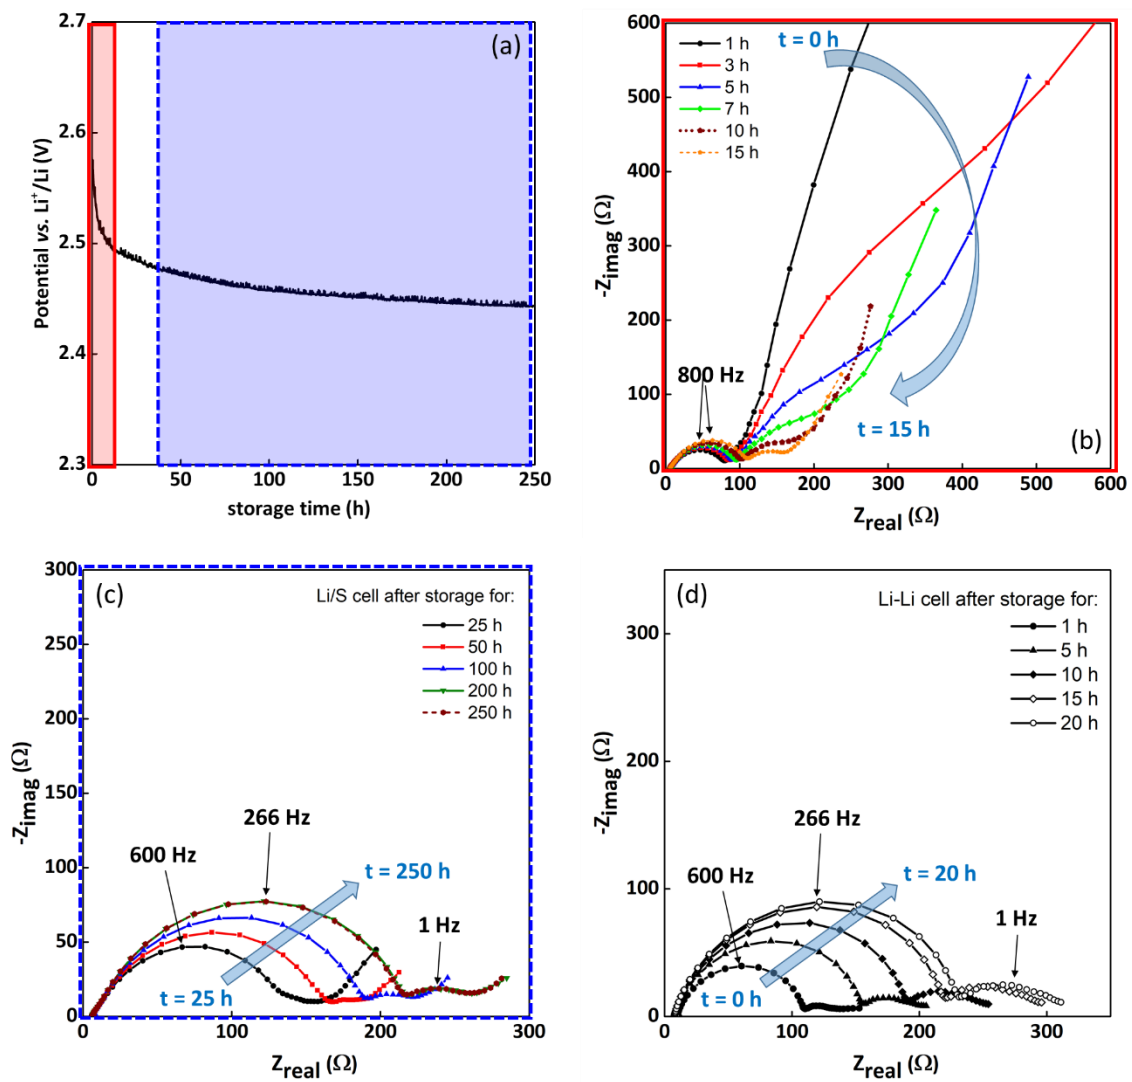 (a)
2.7
2.6
2.5
2.4
2.3
0
50
100
150
200
250
Potential vs. Li⁺/Li (V)
storage time (h)
(b)
600
500
400
300
200
100
0
0
100
200
300
400
500
600
-Z_imag (Ω)
Z_real (Ω)
1 h
3 h
5 h
7 h
10 h
15 h
t = 0 h
t = 15 h
800 Hz
(c)
300
250
200
150
100
50
0
0
100
200
300
-Z_imag (Ω)
Z_real (Ω)
Li/S cell after storage for:
25 h
50 h
100 h
200 h
250 h
266 Hz
600 Hz
t = 250 h
1 Hz
t = 25 h
(d)
300
200
100
0
0
100
200
300
-Z_imag (Ω)
Z_real (Ω)
Li-Li cell after storage for:
1 h
5 h
10 h
15 h
20 h
266 Hz
600 Hz
t = 20 h
1 Hz
t = 0 h